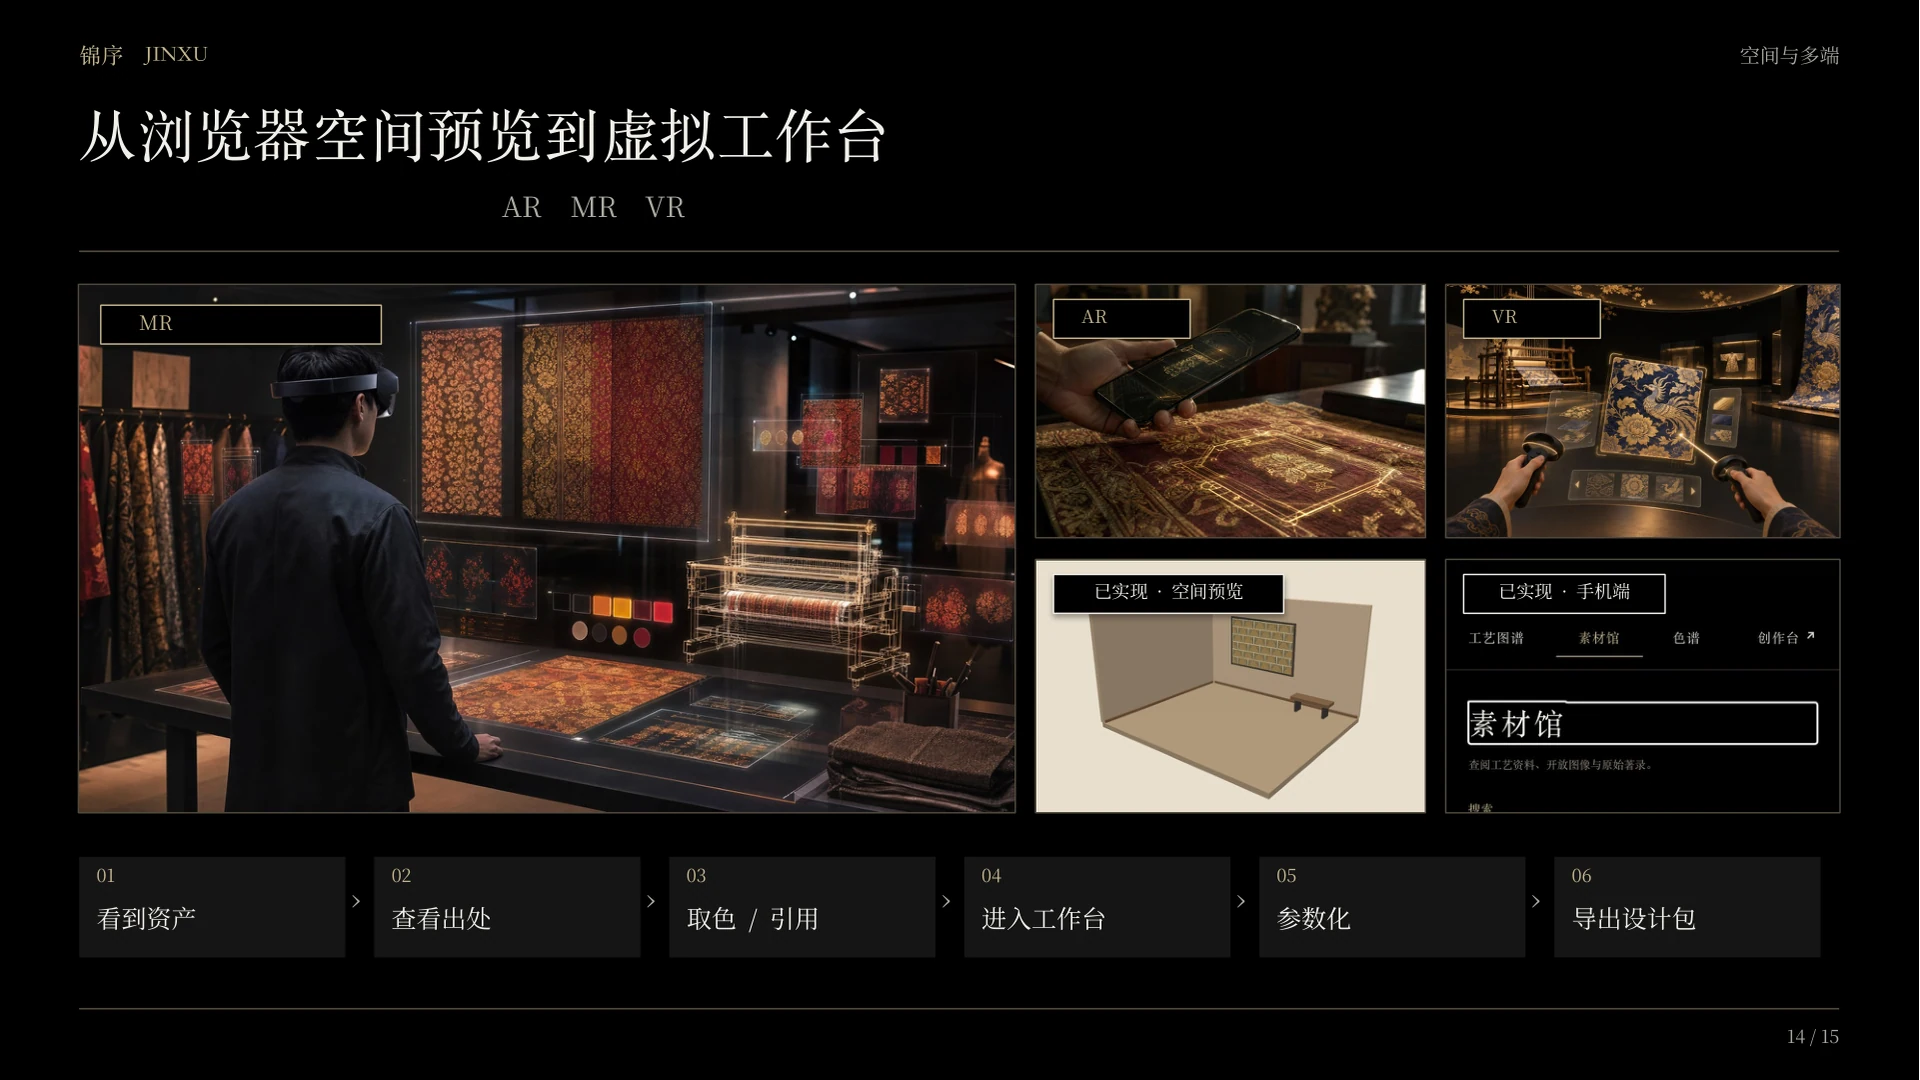 锦序 JINXU
空间与多端
从浏览器空间预览到虚拟工作台
AR MR VR
MR
AR
VR
已实现 · 空间预览
已实现 · 手机端
工艺图谱 素材馆 色谱 创作台 ↗
素材馆
查阅工艺资料、开放图像与原始著录。
搜索
01
看到资产
02
查看出处
03
取色 / 引用
04
进入工作台
05
参数化
06
导出设计包
14 / 15